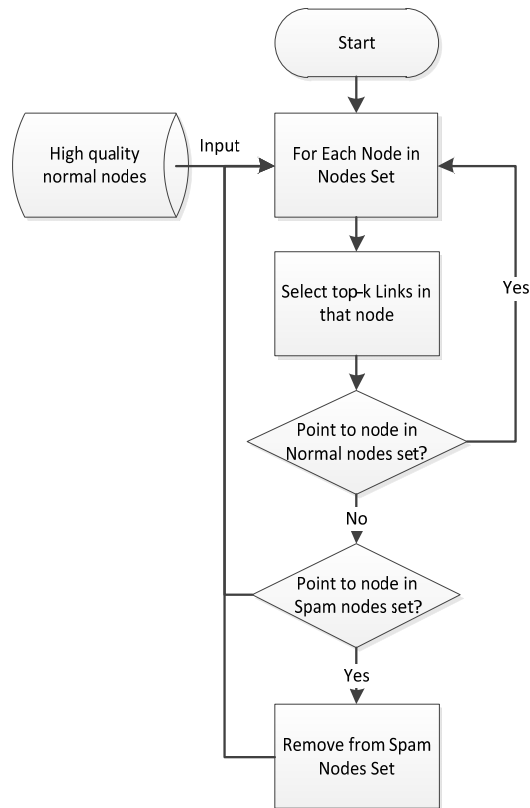 Start
High quality
normal nodes
Input
For Each Node in
Nodes Set
Select top-k Links in
that node
Yes
Point to node in
Normal nodes set?
No
Point to node in
Spam nodes set?
Yes
Remove from Spam
Nodes Set